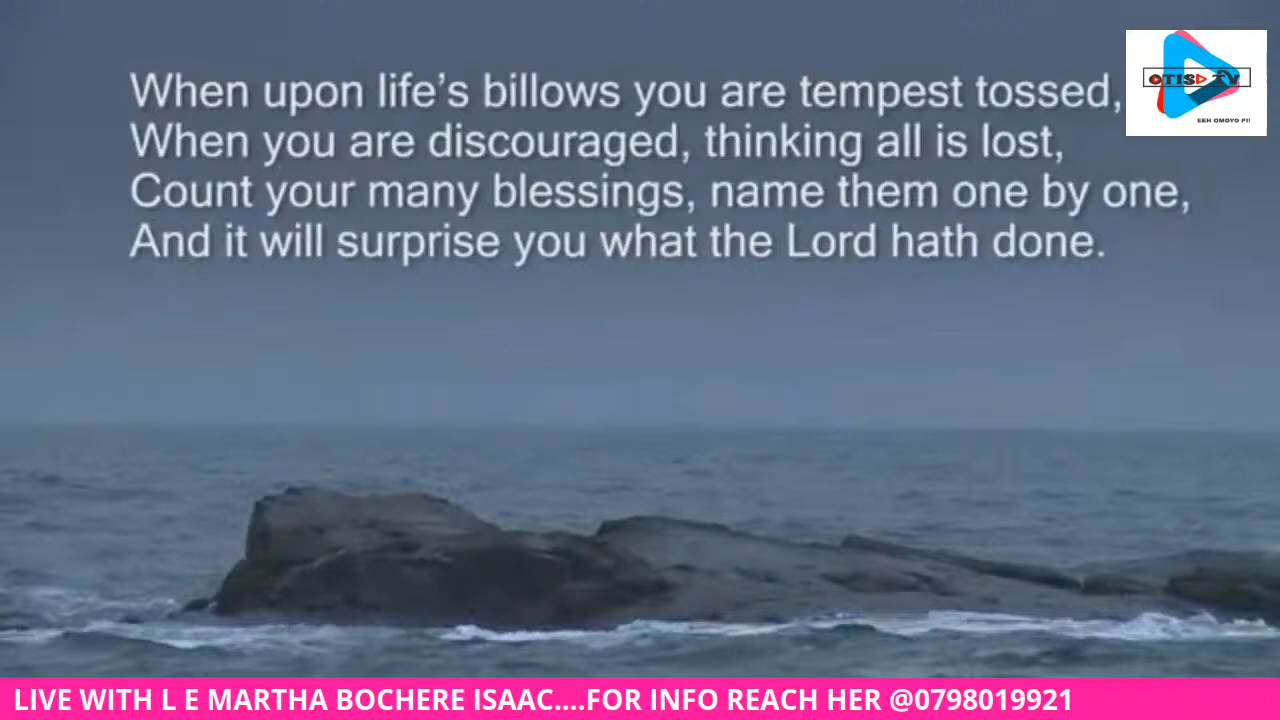 When upon life's billows you are tempest tossed,
When you are discouraged, thinking all is lost,
Count your many blessings, name them one by one,
And it will surprise you what the Lord hath done.
OTISO TV
EEH OMOYO PI!
LIVE WITH L E MARTHA BOCHERE ISAAC....FOR INFO REACH HER @0798019921